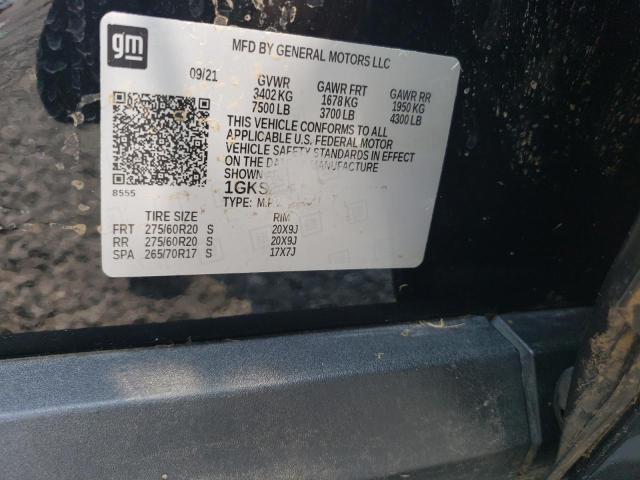 gm
MFD BY GENERAL MOTORS LLC
09/21 GVWR GAWR FRT GAWR RR
3402 KG 1678 KG 1950 KG
7500 LB 3700 LB 4300 LB
THIS VEHICLE CONFORMS TO ALL
APPLICABLE U.S. FEDERAL MOTOR
VEHICLE SAFETY STANDARDS IN EFFECT
ON THE MANUFACTURE
SHOWN
8555
TYPE:
TIRE SIZE RIM
FRT 275/60R20 S 20X9J
RR 275/60R20 S 20X9J
SPA 265/70R17 S 17X7J